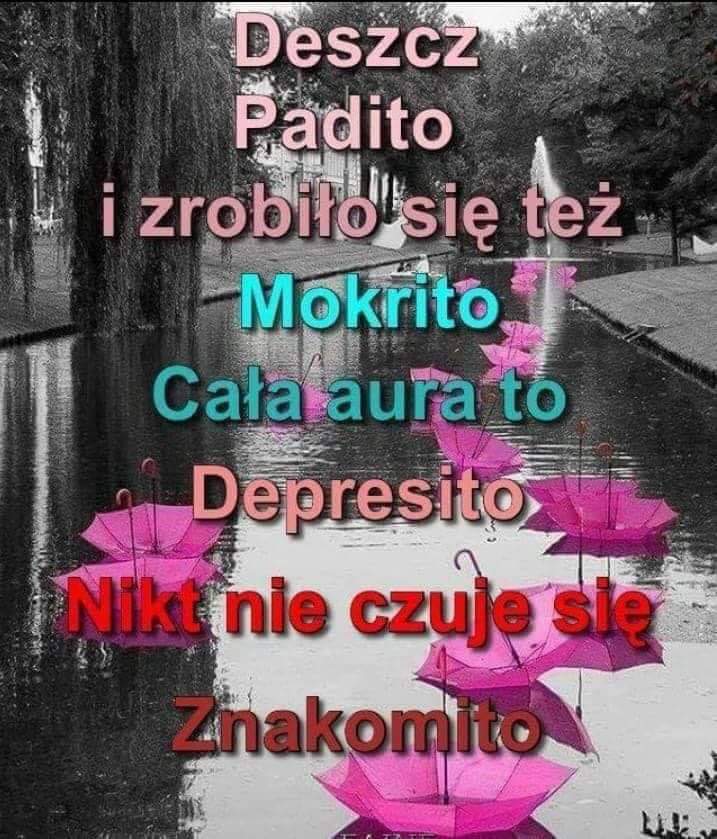 Deszcz
Padito
i zrobiło się też
Mokrito
Cała aura to
Depresito
Nikt nie czuje się
Znakomito